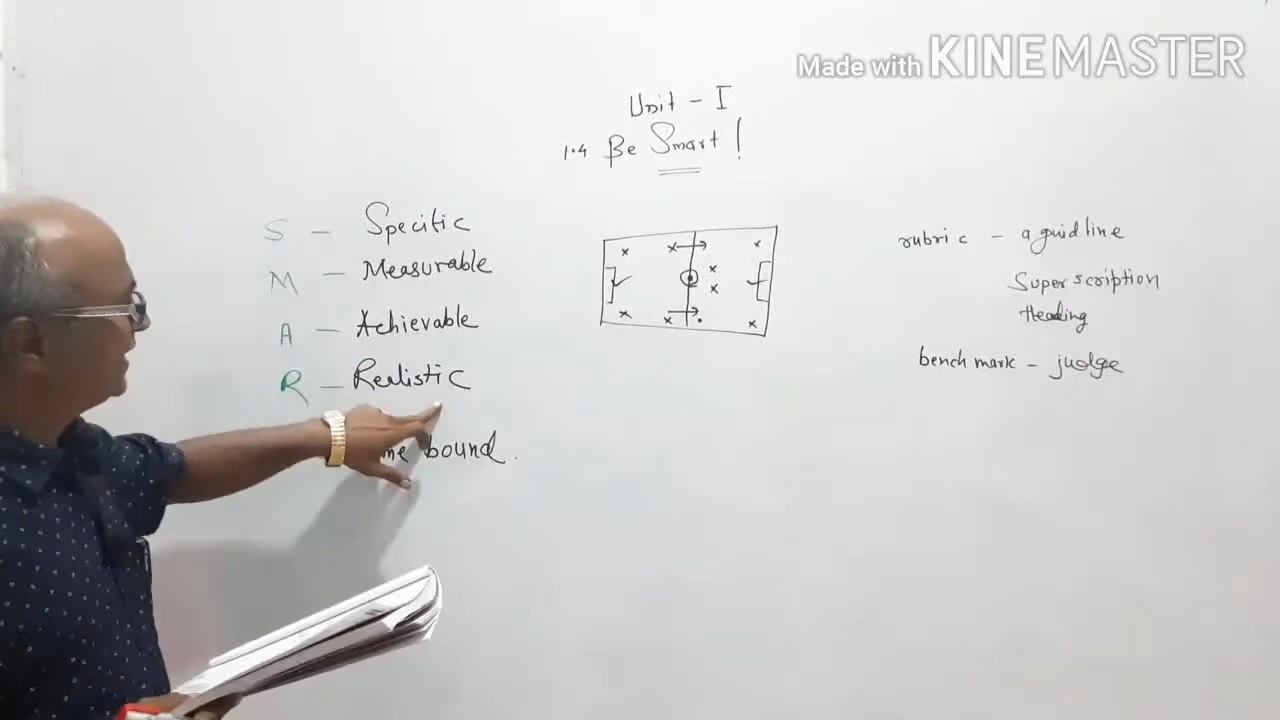 Made with KINEMASTER
Unit - I
1.4 Be Smart !
S - Specific
M - Measurable
A - Achievable
R - Realistic
me bound.
rubric - a guidline
Superscription
Heading
bench mark - judge